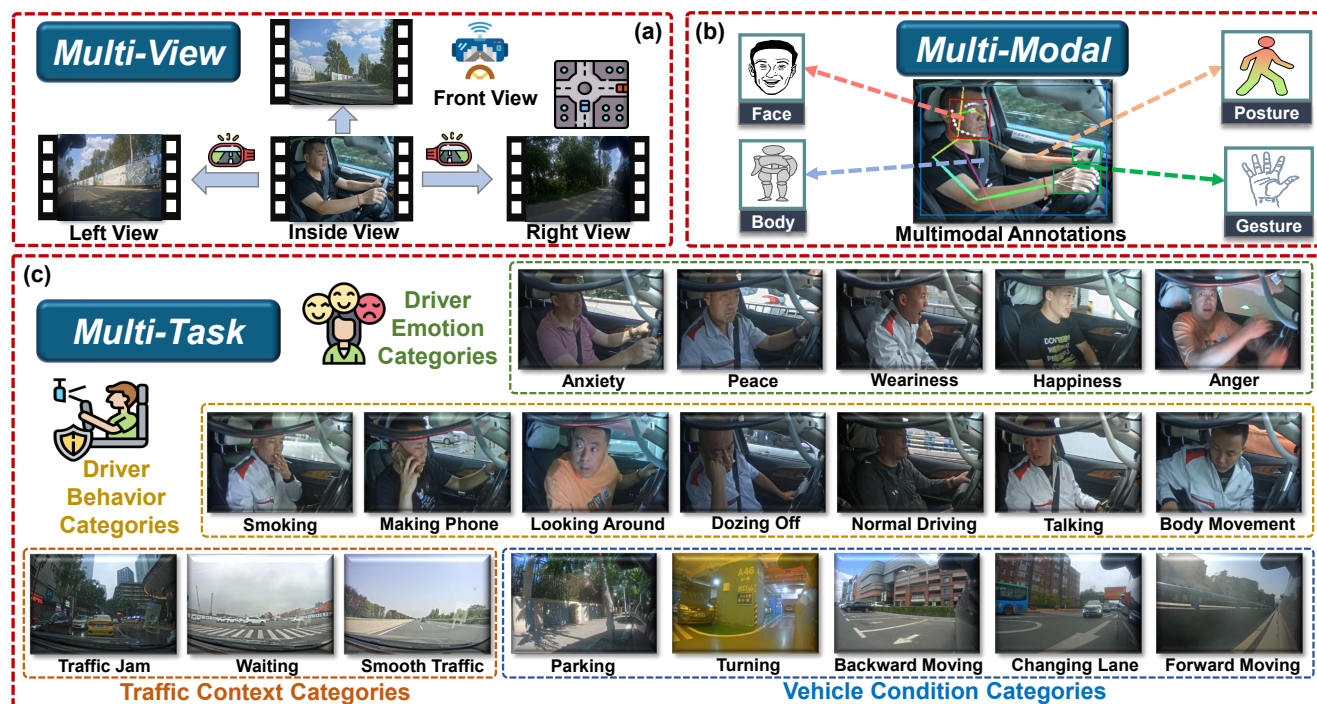 (a)
Multi-View
Front View
Left View
Inside View
Right View
(b)
Multi-Modal
Face
Posture
Body
Gesture
Multimodal Annotations
(c)
Multi-Task
Driver
Emotion
Categories
Anxiety
Peace
Weariness
Happiness
Anger
Driver
Behavior
Categories
Smoking
Making Phone
Looking Around
Dozing Off
Normal Driving
Talking
Body Movement
Traffic Jam
Waiting
Smooth Traffic
Traffic Context Categories
A46
Parking
Turning
Backward Moving
Changing Lane
Forward Moving
Vehicle Condition Categories